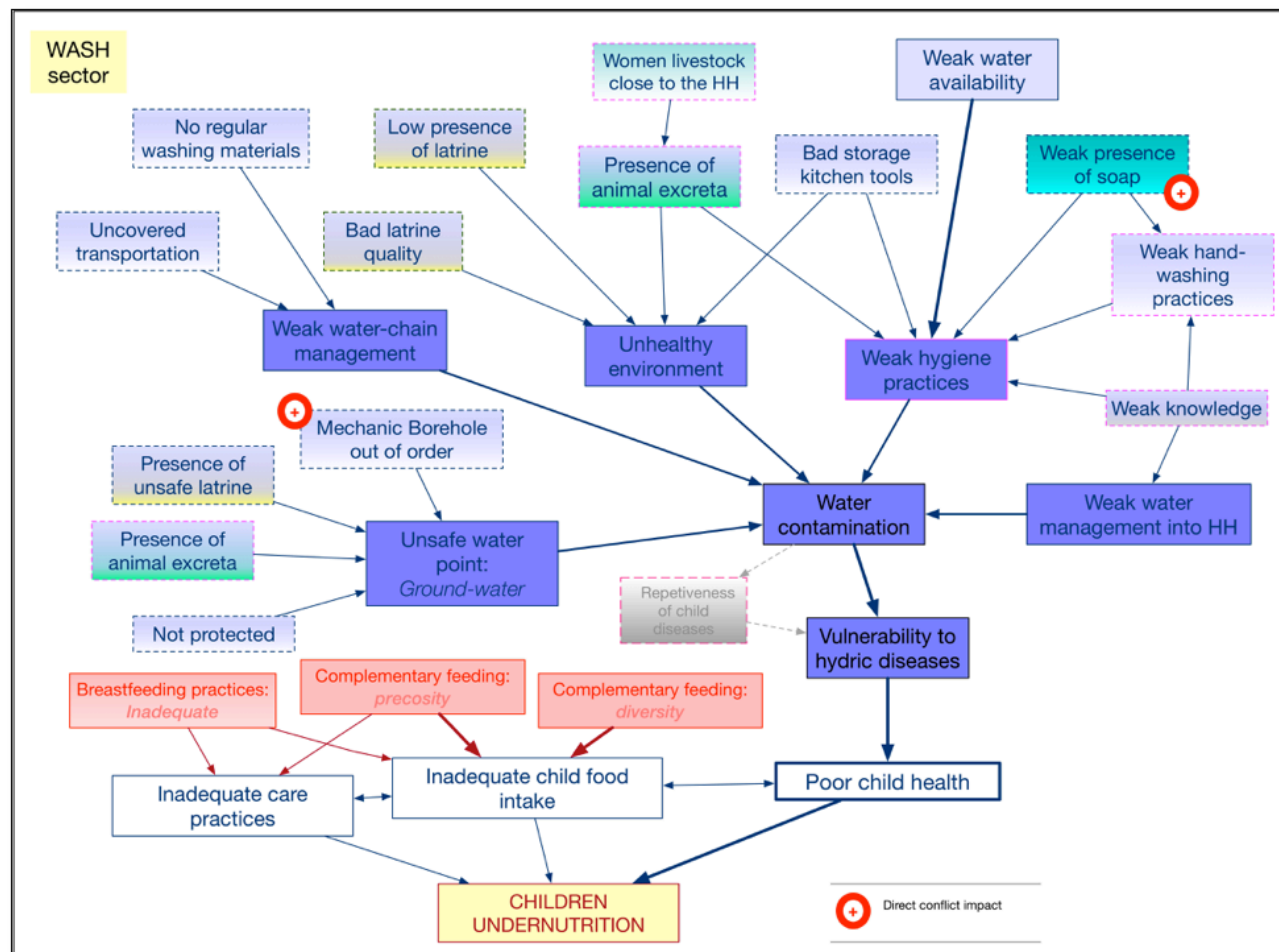 WASH
sector
Women livestock
close to the HH
Weak water
availability
No regular
washing materials
Low presence of
latrine
Presence of
animal excreta
Bad storage
kitchen tools
Weak presence
of soap
+
Uncovered
transportation
Bad latrine
quality
Weak hand-
washing
practices
Weak water-chain
management
Unhealthy
environment
Weak hygiene
practices
+
Mechanic Borehole
out of order
Weak knowledge
Presence of
unsafe latrine
Water
contamination
Weak water
management into HH
Presence of
animal excreta
Unsafe water
point:
Ground-water
Repetiveness
of child
diseases
Not protected
Vulnerability to
hydric diseases
Breastfeeding practices:
Inadequate
Complementary feeding:
precosity
Complementary feeding:
diversity
Inadequate care
practices
Inadequate child food
intake
Poor child health
CHILDREN
UNDERNUTRITION
+
Direct conflict impact